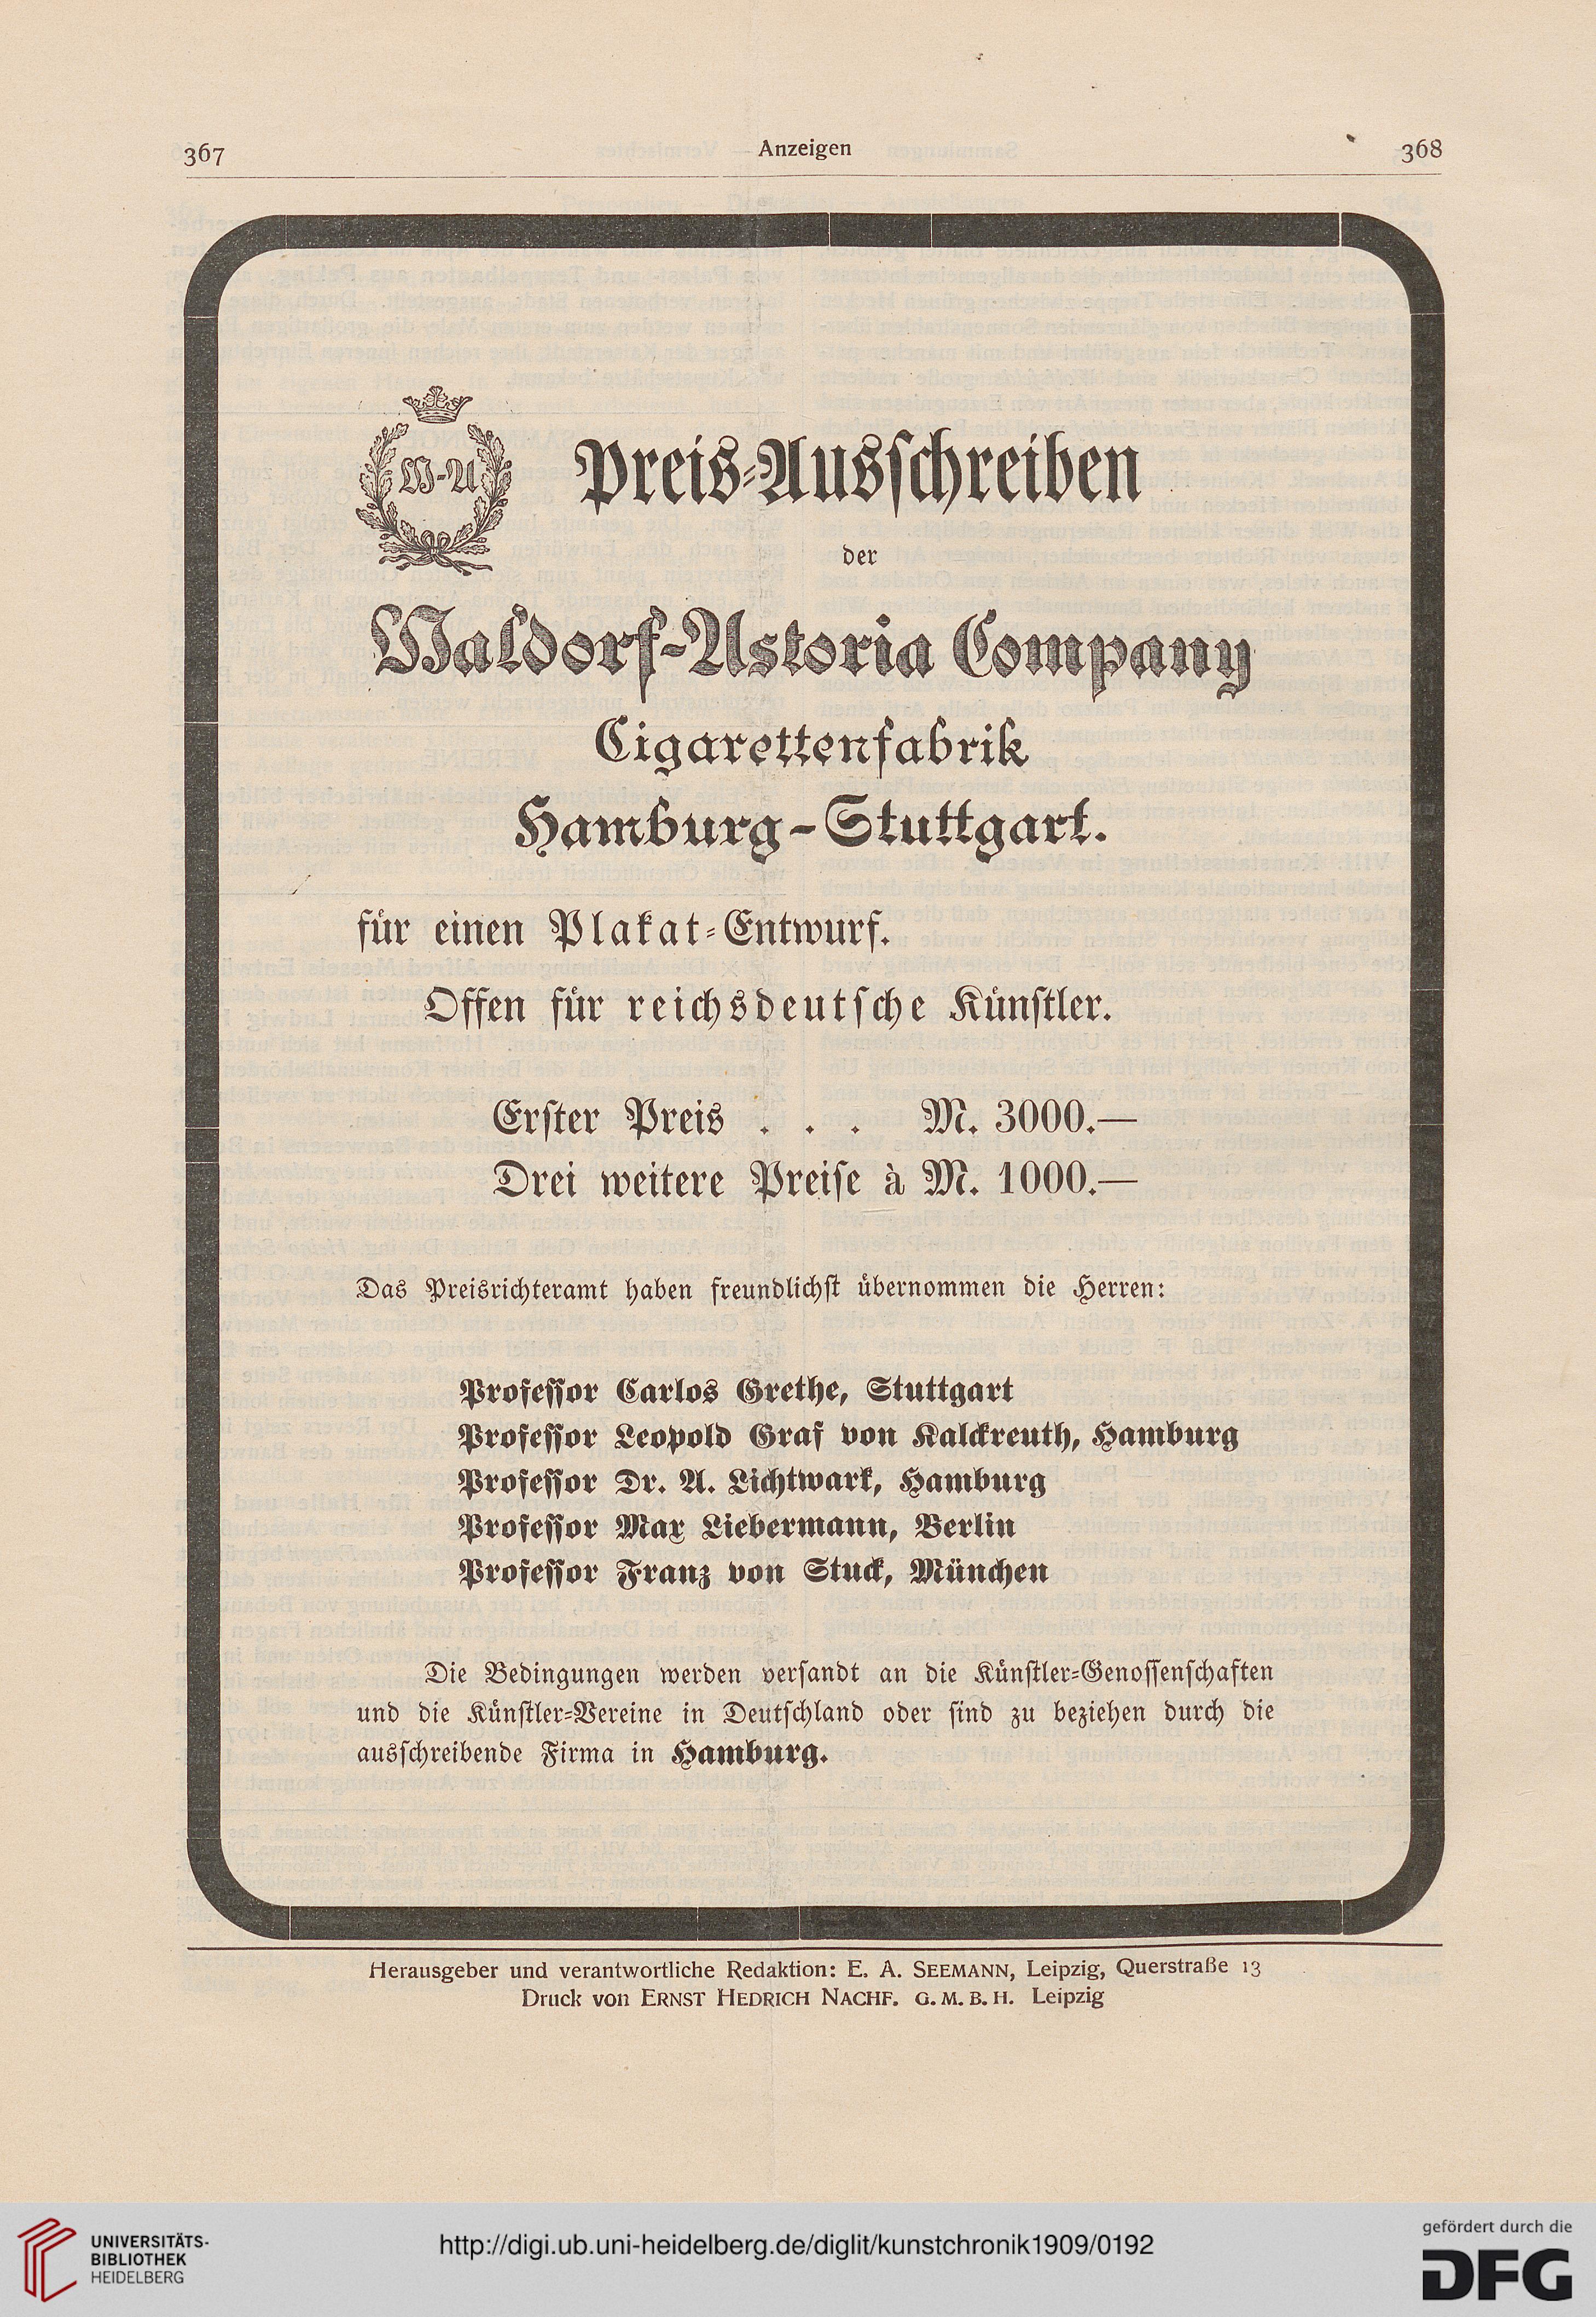 367
Anzeigen
368
W-A
Preis-Ausschreiben
der
Waldorf-Astoria Company
Cigarettenfabrik
Hamburg-Stuttgart.
für einen Plakat-Entwurf.
Offen für reichsdeutsche Künstler.
Erster Preis . . . M. 3000.—
Drei weitere Preise à M. 1000.—
Das Preisrichteramt haben freundlichst übernommen die Herren:
Professor Carlos Grethe, Stuttgart
Professor Leopold Graf von Kalckreuth, Hamburg
Professor Dr. A. Lichtwark, Hamburg
Professor Max Liebermann, Berlin
Professor Franz von Stuck, München
Die Bedingungen werden versandt an die Künstler-Genossenschaften
und die Künstler-Vereine in Deutschland oder sind zu beziehen durch die
ausschreibende Firma in Hamburg.
Herausgeber und verantwortliche Redaktion: E. A. SEEMANN, Leipzig, Querstraße 13
Druck von ERNST HEDRICH NACHF. G. M. B. H. Leipzig
UNIVERSITÄTS-
BIBLIOTHEK
HEIDELBERG
http://digi.ub.uni-heidelberg.de/diglit/kunstchronik1909/0192
gefördert durch die
DFG